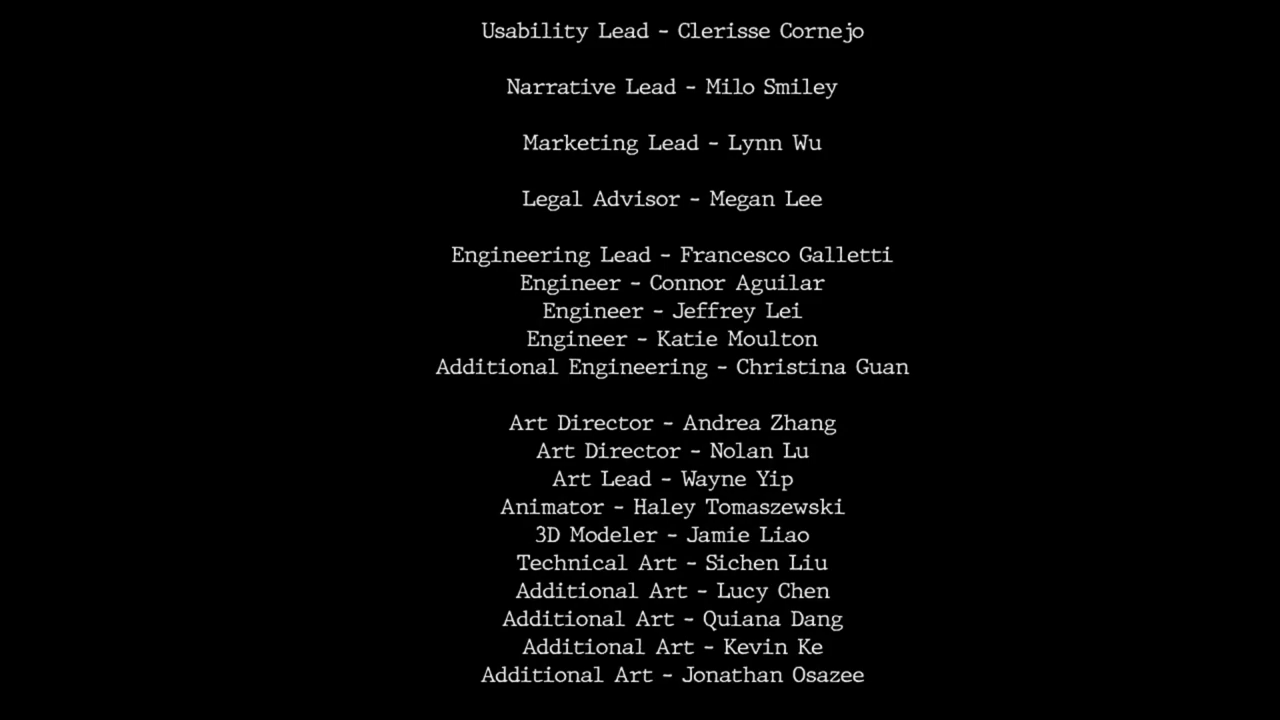 Usability Lead - Clerisse Cornejo
Narrative Lead - Milo Smiley
Marketing Lead - Lynn Wu
Legal Advisor - Megan Lee
Engineering Lead - Francesco Galletti
Engineer - Connor Aguilar
Engineer - Jeffrey Lei
Engineer - Katie Moulton
Additional Engineering - Christina Guan
Art Director - Andrea Zhang
Art Director - Nolan Lu
Art Lead - Wayne Yip
Animator - Haley Tomaszewski
3D Modeler - Jamie Liao
Technical Art - Sichen Liu
Additional Art - Lucy Chen
Additional Art - Quiana Dang
Additional Art - Kevin Ke
Additional Art - Jonathan Osazee